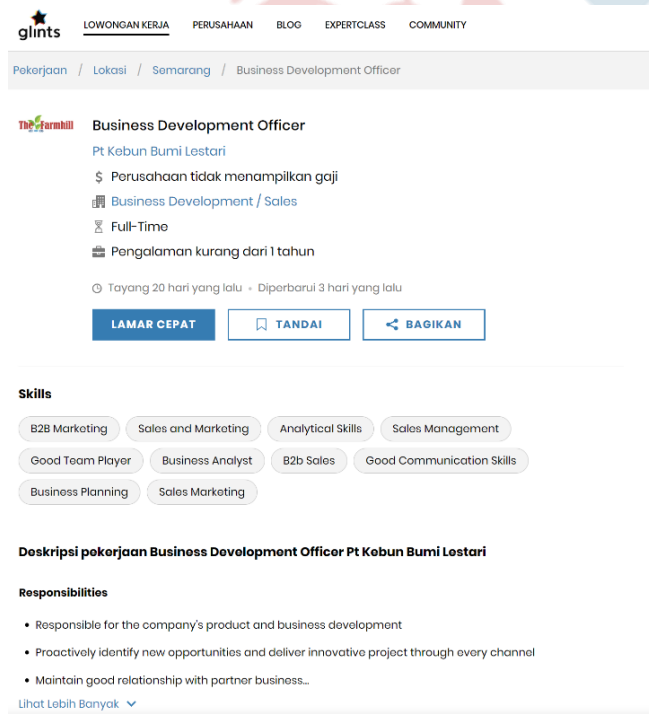 glints
LOWONGAN KERJA PERUSAHAAN BLOG EXPERTCLASS COMMUNITY
Pekerjaan / Lokasi / Semarang / Business Development Officer
The Farmhill
Business Development Officer
Pt Kebun Bumi Lestari
$ Perusahaan tidak menampilkan gaji
Business Development / Sales
Full-Time
Pengalaman kurang dari 1 tahun
Tayang 20 hari yang lalu • Diperbarui 3 hari yang lalu
LAMAR CEPAT TANDAI BAGIKAN
Skills
B2B Marketing Sales and Marketing Analytical Skills Sales Management
Good Team Player Business Analyst B2b Sales Good Communication Skills
Business Planning Sales Marketing
Deskripsi pekerjaan Business Development Officer Pt Kebun Bumi Lestari
Responsibilities
• Responsible for the company's product and business development
• Proactively identify new opportunities and deliver innovative project through every channel
• Maintain good relationship with partner business...
Lihat Lebih Banyak